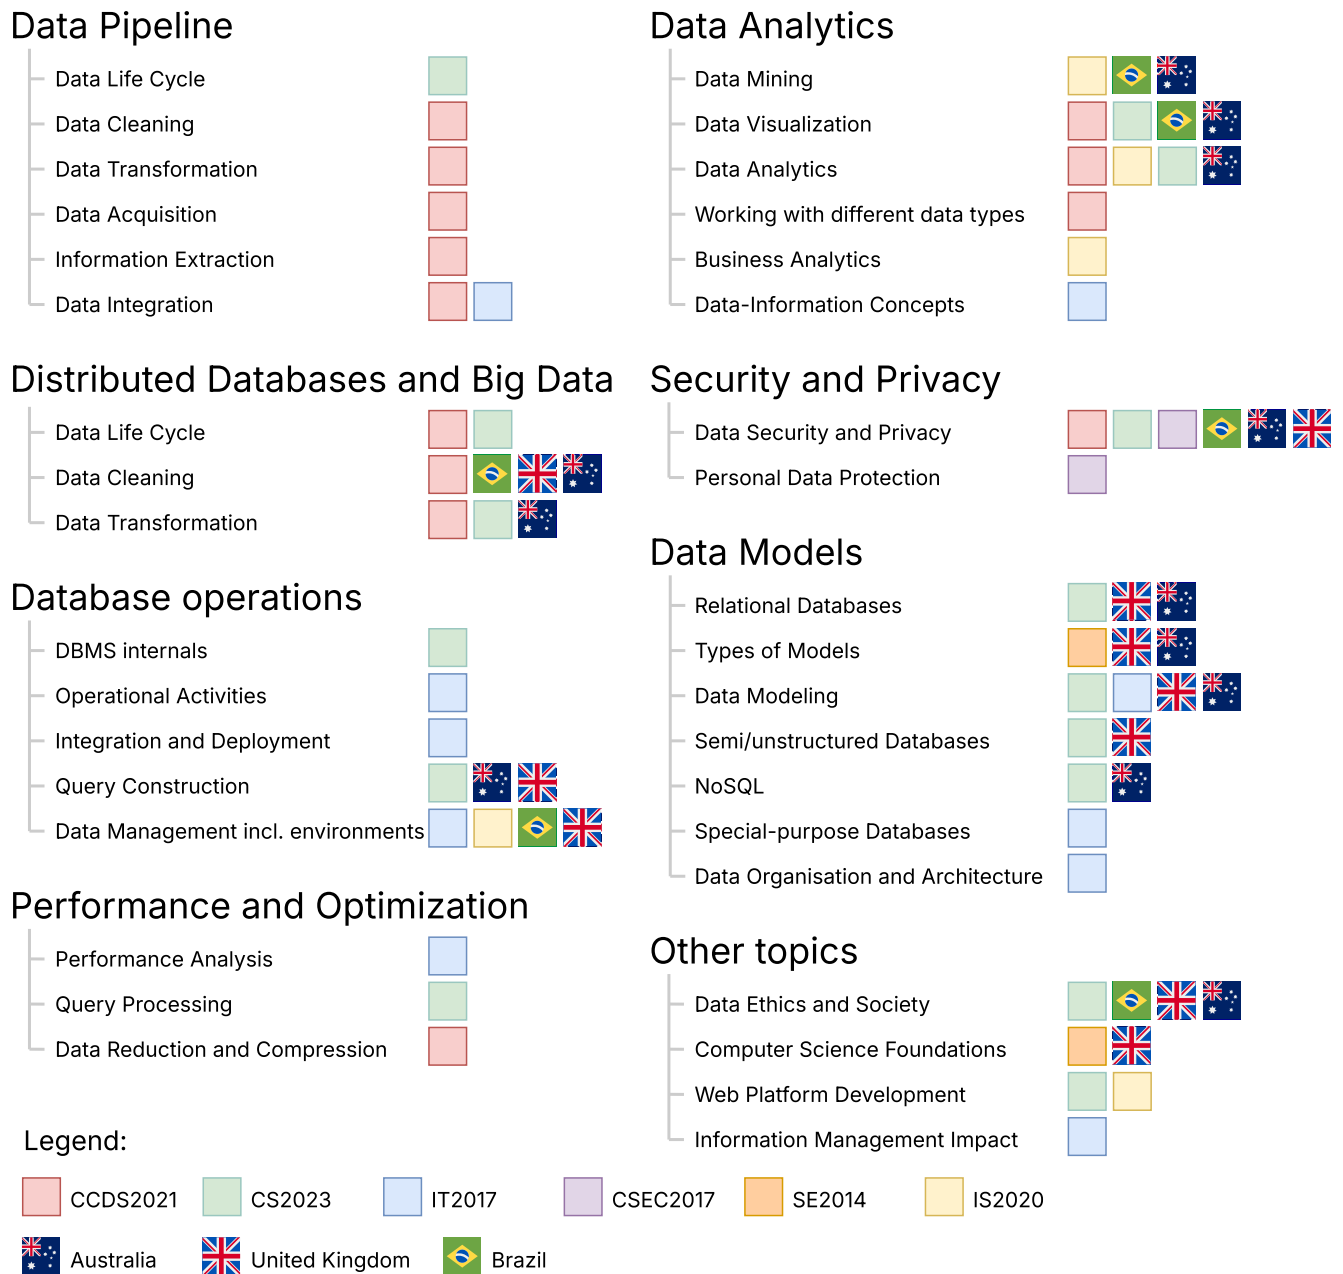 Data Pipeline
Data Life Cycle
Data Cleaning
Data Transformation
Data Acquisition
Information Extraction
Data Integration
Distributed Databases and Big Data
Data Life Cycle
Data Cleaning
Data Transformation
Database operations
DBMS internals
Operational Activities
Integration and Deployment
Query Construction
Data Management incl. environments
Performance and Optimization
Performance Analysis
Query Processing
Data Reduction and Compression
Data Analytics
Data Mining
Data Visualization
Data Analytics
Working with different data types
Business Analytics
Data-Information Concepts
Security and Privacy
Data Security and Privacy
Personal Data Protection
Data Models
Relational Databases
Types of Models
Data Modeling
Semi/unstructured Databases
NoSQL
Special-purpose Databases
Data Organisation and Architecture
Other topics
Data Ethics and Society
Computer Science Foundations
Web Platform Development
Information Management Impact
Legend:
CCDS2021 CS2023 IT2017 CSEC2017 SE2014 IS2020
Australia United Kingdom Brazil